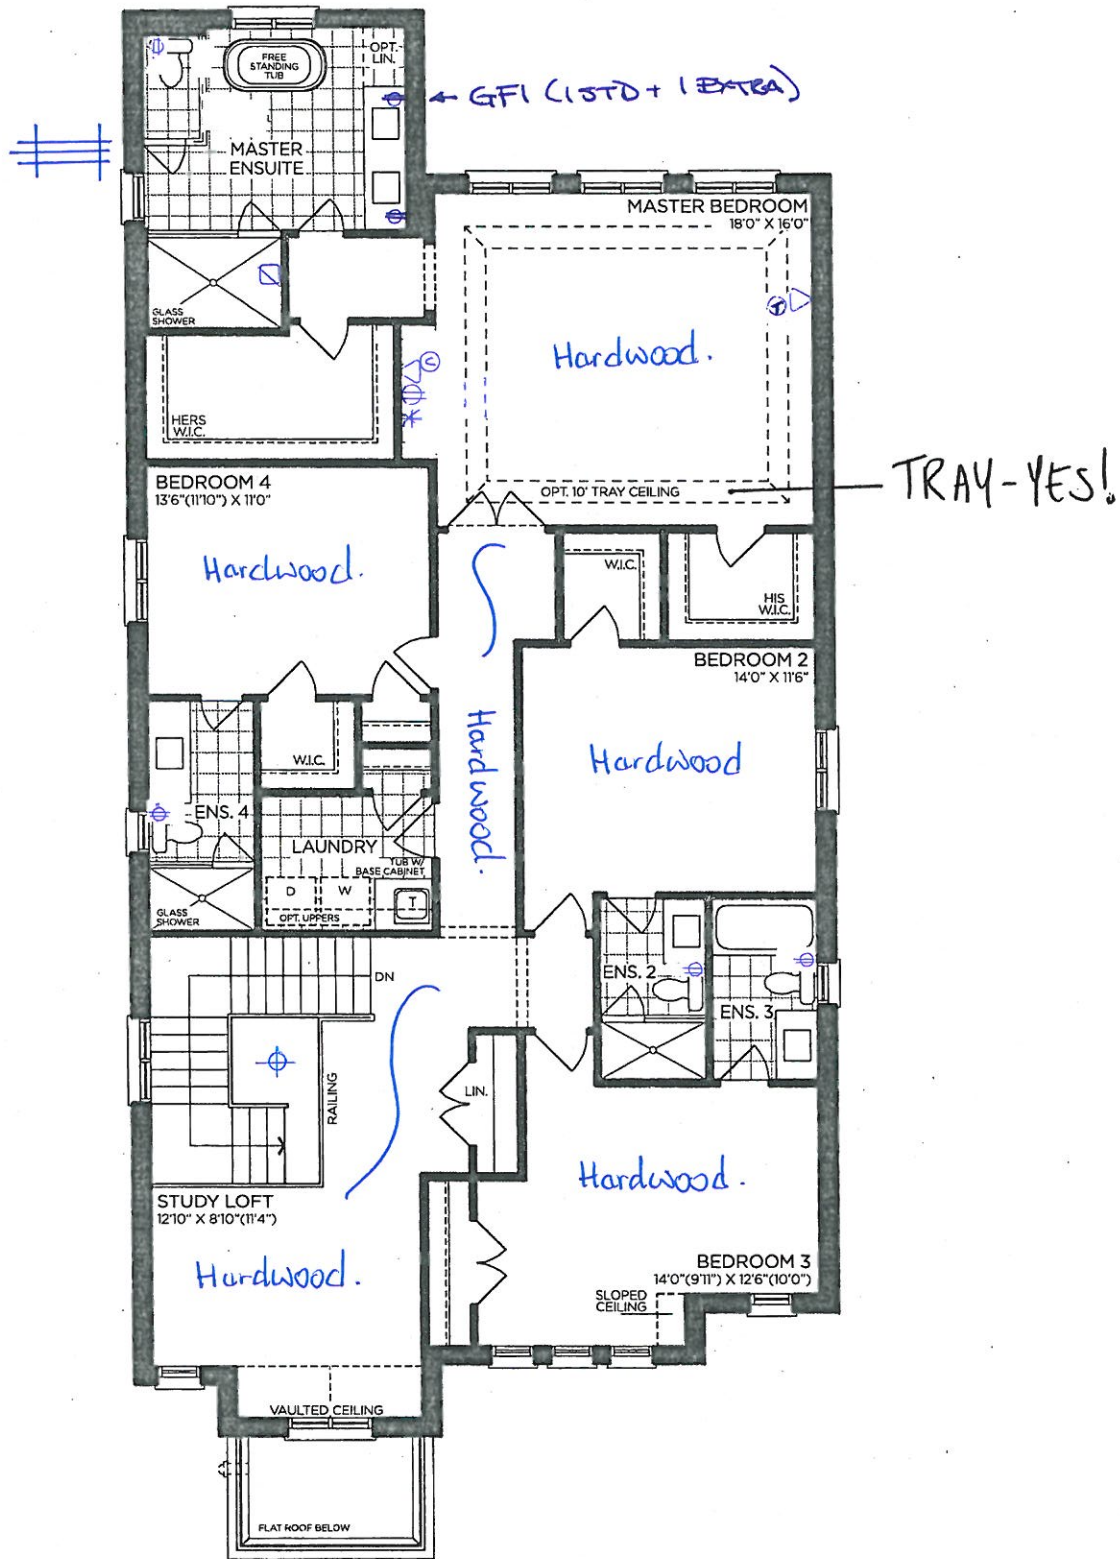 FREE
STANDING
TUB
OPT.
LIN.
← GFI (1 STD + 1 EXTRA)
MASTER
ENSUITE
MASTER BEDROOM
18'0" X 16'0"
GLASS
SHOWER
T
Hardwood.
C
HERS
W.I.C.
BEDROOM 4
13'6"(11'10") X 11'0"
OPT. 10' TRAY CEILING
TRAY-YES!
Hardwood.
W.I.C.
HIS
W.I.C.
BEDROOM 2
14'0" X 11'6"
Hardwood.
Hardwood
W.I.C.
ENS. 4
LAUNDRY
TUB W/
BASE CABINET
D W T
OPT. UPPERS
GLASS
SHOWER
DN
ENS. 2
ENS. 3
RAILING
LIN.
Hardwood.
STUDY LOFT
12'10" X 8'10"(11'4")
Hardwood.
BEDROOM 3
14'0"(9'11") X 12'6"(10'0")
SLOPED
CEILING
VAULTED CEILING
FLAT ROOF BELOW